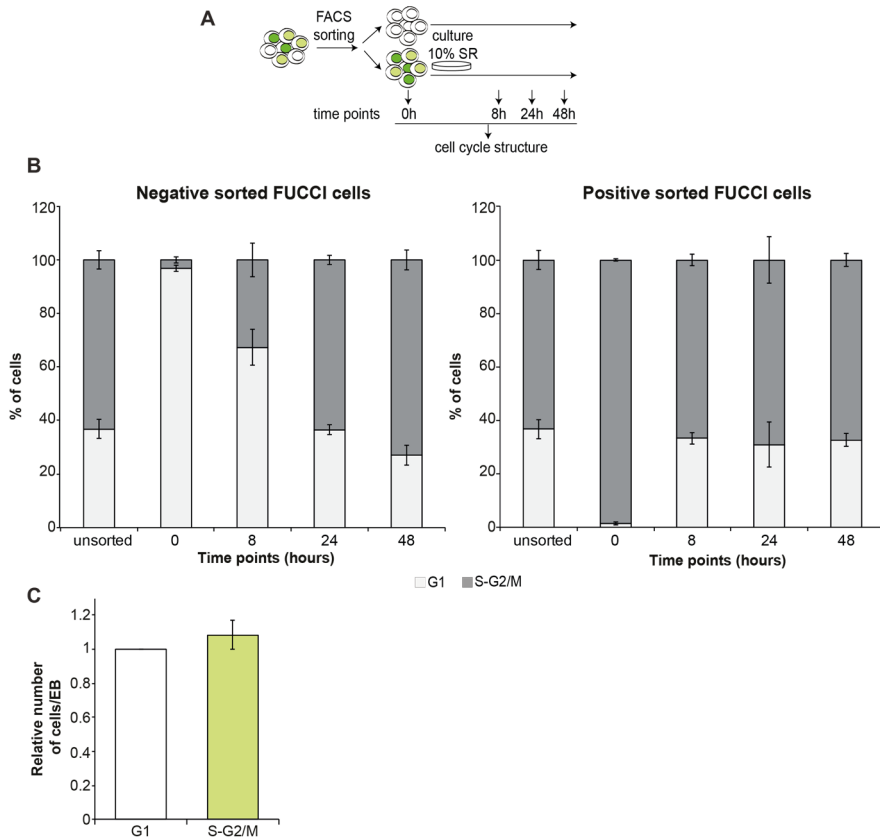 A
FACS
sorting
culture
10% SR
time points 0h 8h 24h 48h
cell cycle structure
B
Negative sorted FUCCI cells
120
100
80
60
40
20
0
% of cells
unsorted 0 8 24 48
Time points (hours)
Positive sorted FUCCI cells
120
100
80
60
40
20
0
% of cells
unsorted 0 8 24 48
Time points (hours)
G1 S-G2/M
C
1.2
1
0.8
0.6
0.4
0.2
0
Relative number
of cells/EB
G1 S-G2/M